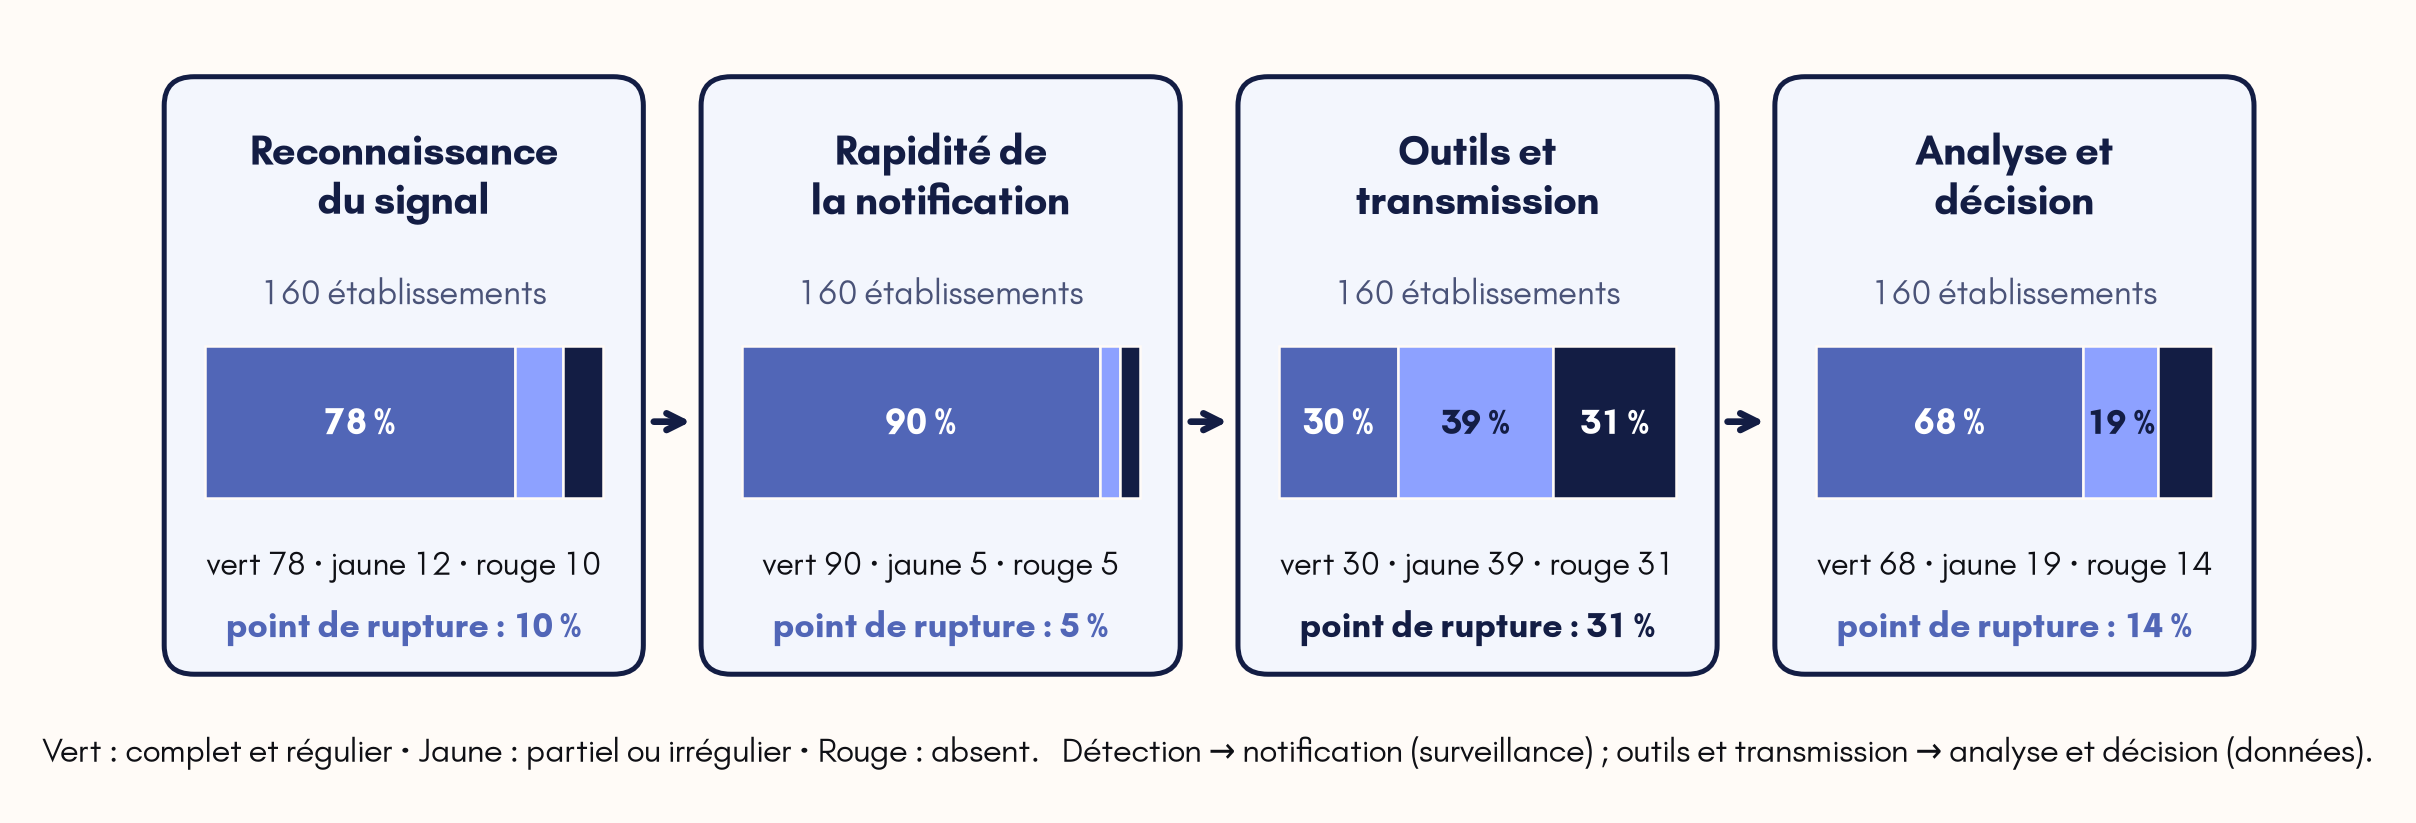 Reconnaissance
du signal
160 établissements
78 %
vert 78 • jaune 12 • rouge 10
point de rupture : 10 %
Rapidité de
la notification
160 établissements
90 %
vert 90 • jaune 5 • rouge 5
point de rupture : 5 %
Outils et
transmission
160 établissements
30 % 39 % 31 %
vert 30 • jaune 39 • rouge 31
point de rupture : 31 %
Analyse et
décision
160 établissements
68 % 19 %
vert 68 • jaune 19 • rouge 14
point de rupture : 14 %
Vert : complet et régulier • Jaune : partiel ou irrégulier • Rouge : absent. Détection → notification (surveillance) ; outils et transmission → analyse et décision (données).